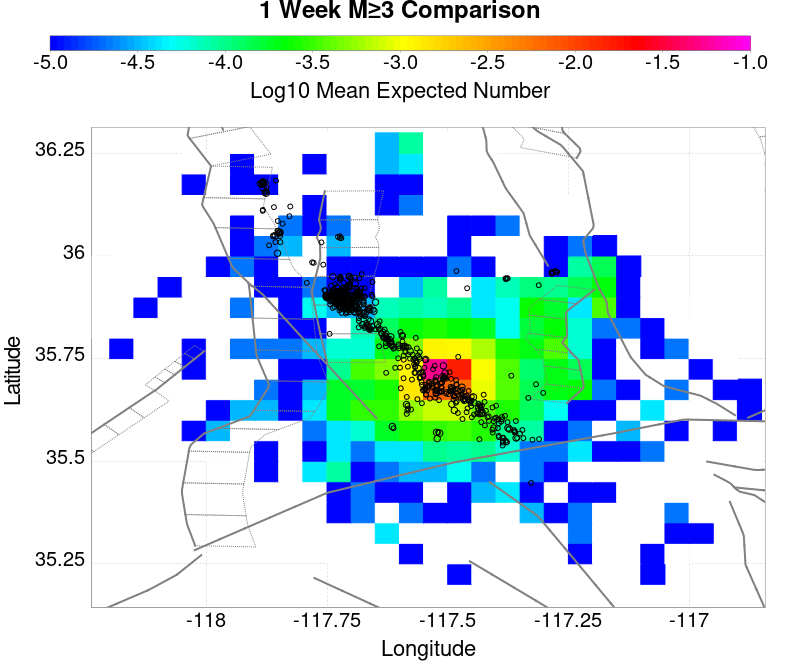 1 Week M≥3 Comparison
-5.0 -4.5 -4.0 -3.5 -3.0 -2.5 -2.0 -1.5 -1.0
Log10 Mean Expected Number
36.25
36
35.75
35.5
35.25
Latitude
-118 -117.75 -117.5 -117.25 -117
Longitude